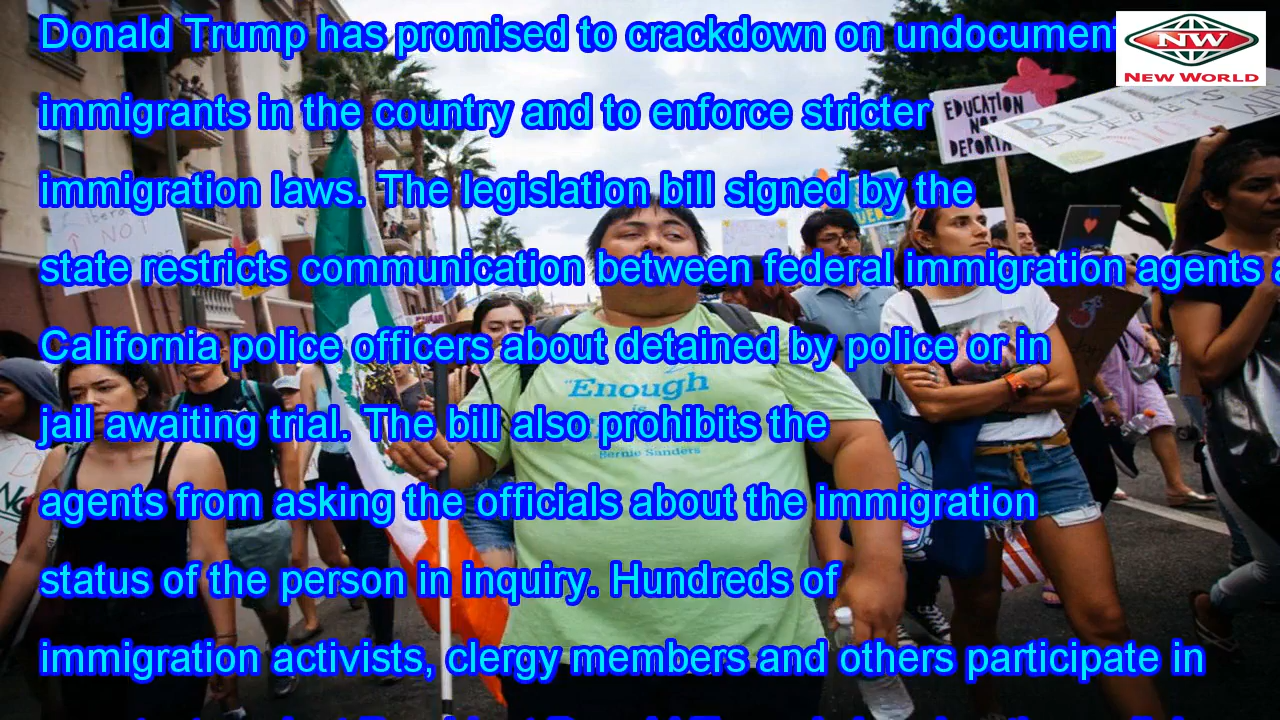 Donald Trump has promised to crackdown on undocument
NW
NEW WORLD
immigrants in the country and to enforce stricter
EDUCATION
NOT
immigration laws. The legislation bill signed by the
NOT
state restricts communication between federal immigration agents
California police officers about detained by police or in
"Enough
is
jail awaiting trial. The bill also prohibits the
Bernie Sanders
agents from asking the officials about the immigration
status of the person in inquiry. Hundreds of
immigration activists, clergy members and others participate in